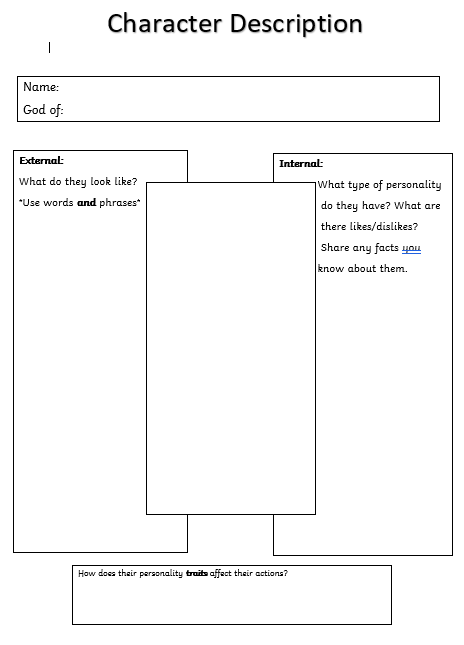 Character Description
Name:
God of:
External:
What do they look like?
*Use words and phrases*
Internal:
What type of personality
do they have? What are
there likes/dislikes?
Share any facts you
know about them.
How does their personality traits affect their actions?